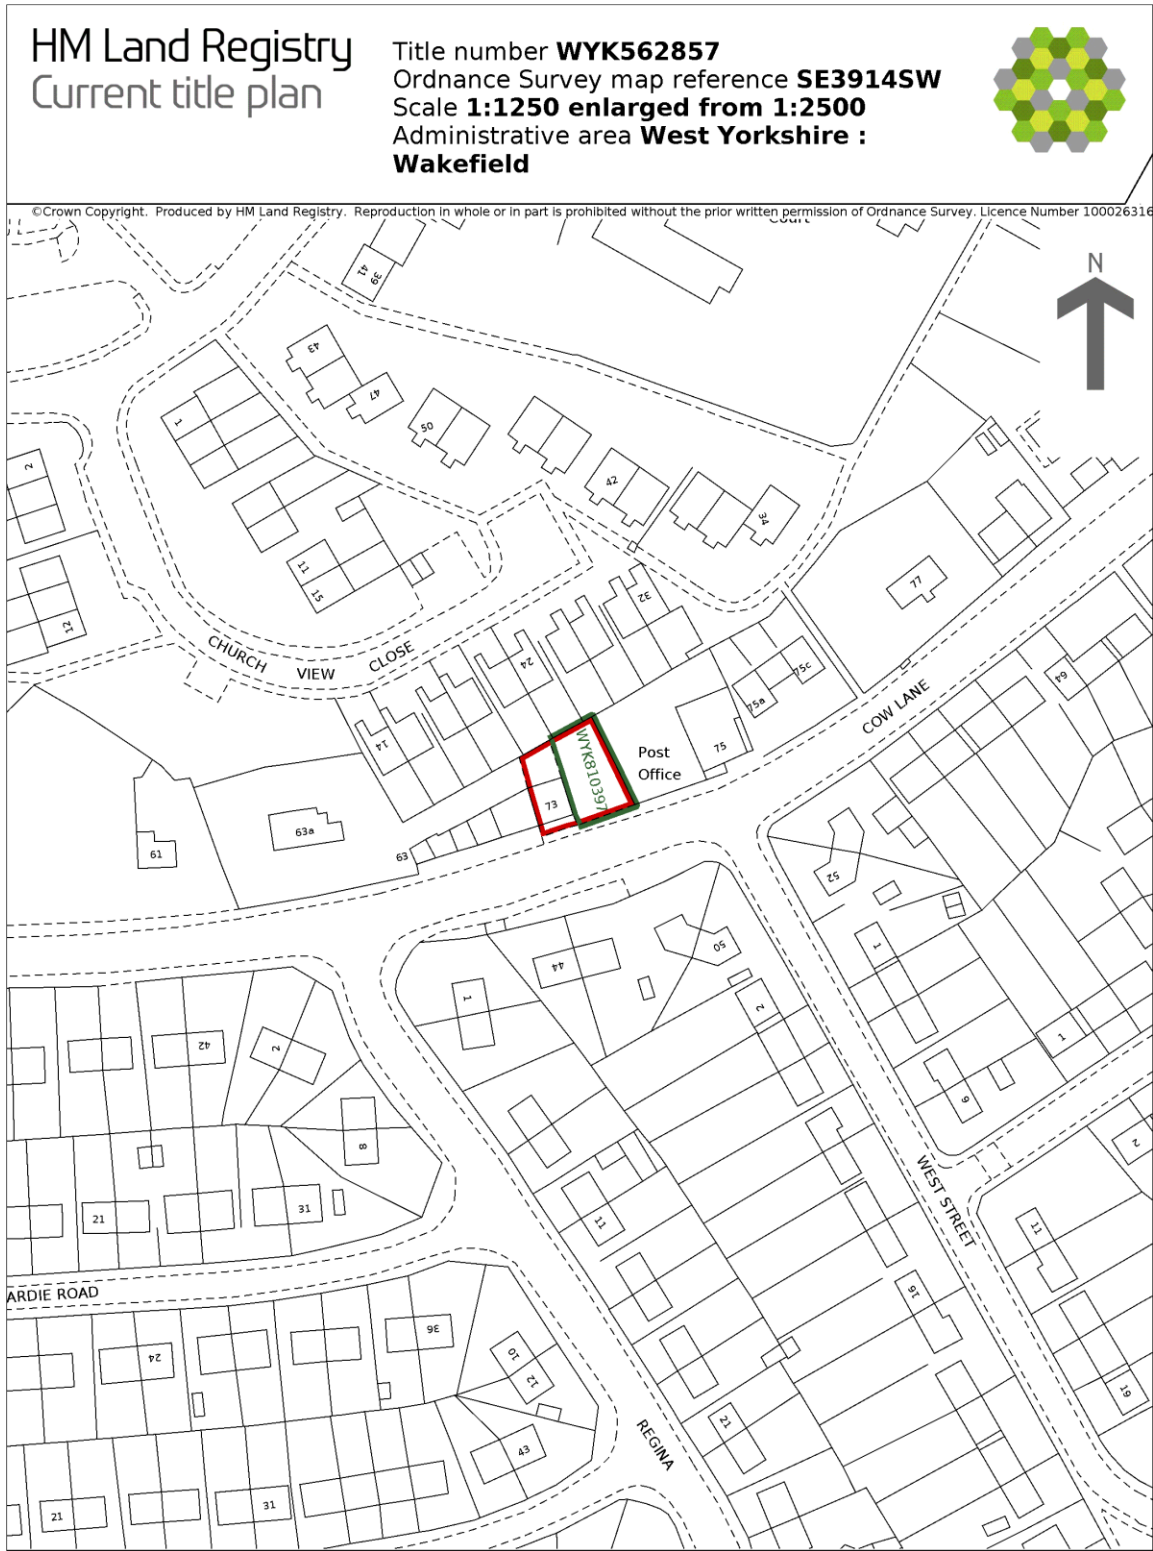 HM Land Registry
Current title plan
Title number WYK562857
Ordnance Survey map reference SE3914SW
Scale 1:1250 enlarged from 1:2500
Administrative area West Yorkshire :
Wakefield
©Crown Copyright. Produced by HM Land Registry. Reproduction in whole or in part is prohibited without the prior written permission of Ordnance Survey. Licence Number 100026316
Court
N
41
39
43
47
50
1
2
42
34
11
15
12
32
77
CHURCH
VIEW
CLOSE
24
14
75c
75a
64
COW LANE
75
Post
Office
WYK810397
73
63a
63
61
52
50
44
1
1
2
42
2
1
9
8
2
WEST STREET
21
31
11
11
ARDIE ROAD
16
36
24
10
12
19
21
43
REGINA
31
21